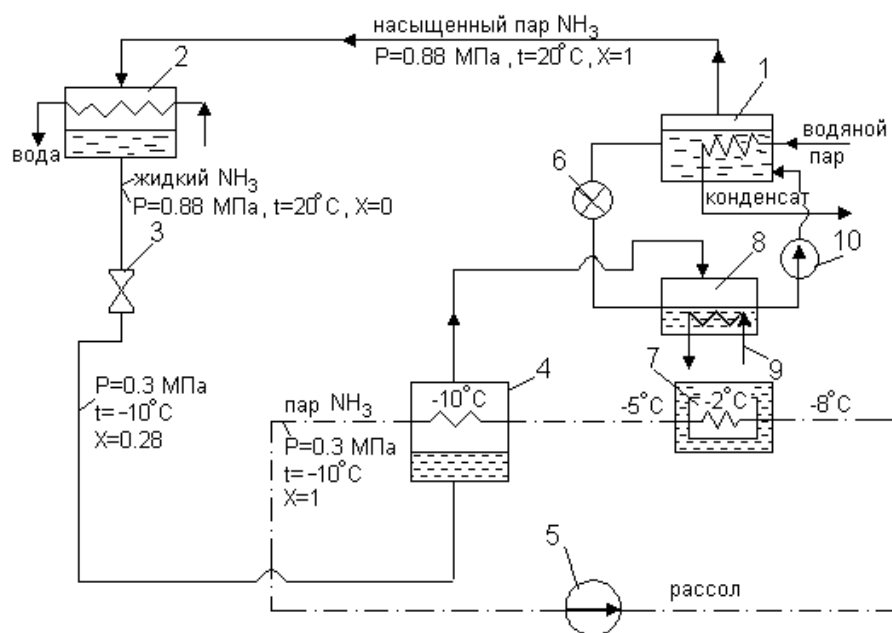 насыщенный пар NH3
P=0.88 МПа , t=20°C, X=1
2
1
водяной
пар
вода
жидкий NH3
P=0.88 МПа, t=20°C , X=0
6
конденсат
3
8
10
4
7
9
P=0.3 МПа
t=-10°C
X=0.28
пар NH3
-10°C
-5°C
-2°C
-8°C
P=0.3 МПа
t=-10°C
X=1
5
рассол